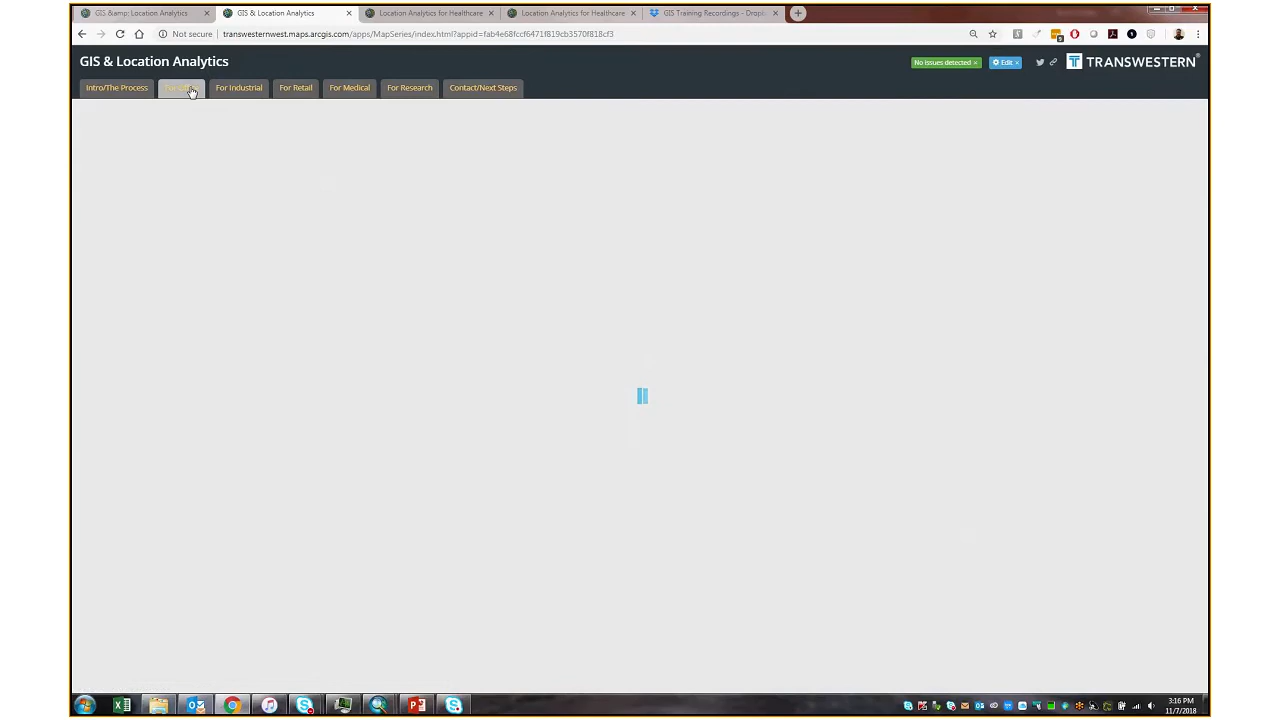 GIS &amp; Location Analytics
GIS & Location Analytics
Location Analytics for Healthcare
Location Analytics for Healthcare
GIS Training Recordings - Dropb
Not secure
transwesternwest.maps.arcgis.com/apps/MapSeries/index.html?appid=fab4e68fccf6471f819cb3570f818cf3
GIS & Location Analytics
No issues detected ×
Edit ×
TRANSWESTERN®
Intro/The Process
For Industrial
For Retail
For Medical
For Research
Contact/Next Steps
3:16 PM
11/7/2018